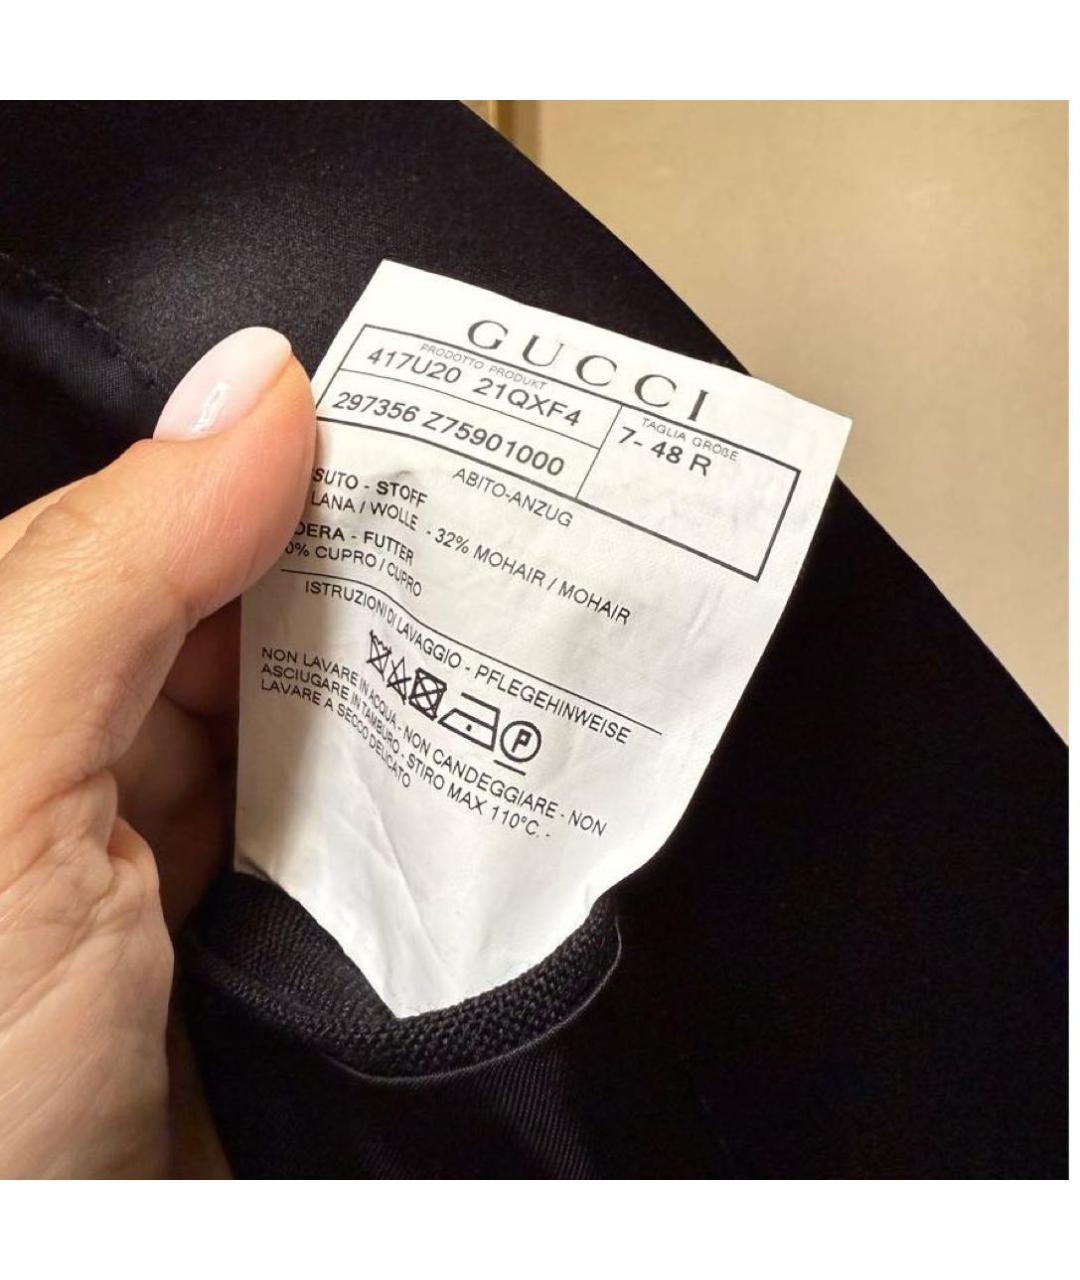 GUCCI
PRODOTTO PRODUKT
417U20 21QXF4
297356 Z75901000
TAGLIA GRÖßE
7- 48 R
ABITO-ANZUG
SUTO - STOFF
LANA / WOLLE - 32% MOHAIR / MOHAIR
DERA - FUTTER
0% CUPRO / CUPRO
ISTRUZIONI DI LAVAGGIO - PFLEGEHINWEISE
P
NON LAVARE IN ACQUA - NON CANDEGGIARE - NON
ASCIUGARE IN TAMBURO - STIRO MAX 110°C. -
LAVARE A SECCO DELICATO